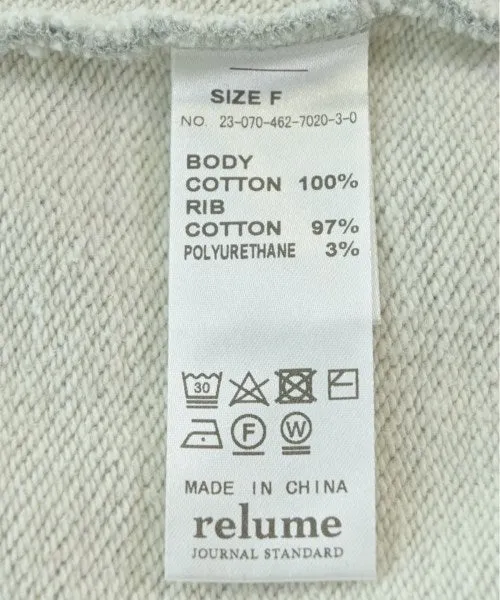 SIZE F
NO. 23-070-462-7020-3-0
BODY
COTTON 100%
RIB
COTTON 97%
POLYURETHANE 3%
30
F W
MADE IN CHINA
relume
JOURNAL STANDARD